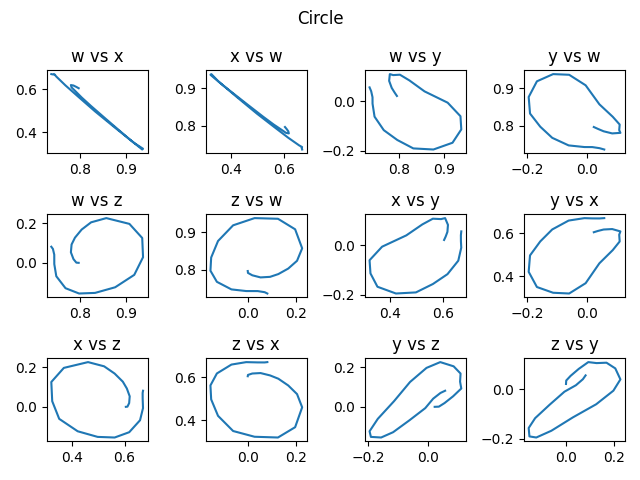 Circle
w vs x
x vs w
w vs y
y vs w
0.6
0.4
0.8 0.9
0.9
0.8
0.4 0.6
0.0
−0.2
0.8 0.9
0.9
0.8
−0.2 0.0
w vs z
z vs w
x vs y
y vs x
0.2
0.0
0.8 0.9
0.9
0.8
0.0 0.2
0.0
−0.2
0.4 0.6
0.6
0.4
−0.2 0.0
x vs z
z vs x
y vs z
z vs y
0.2
0.0
0.4 0.6
0.6
0.4
0.0 0.2
0.2
0.0
−0.2 0.0
0.0
−0.2
0.0 0.2